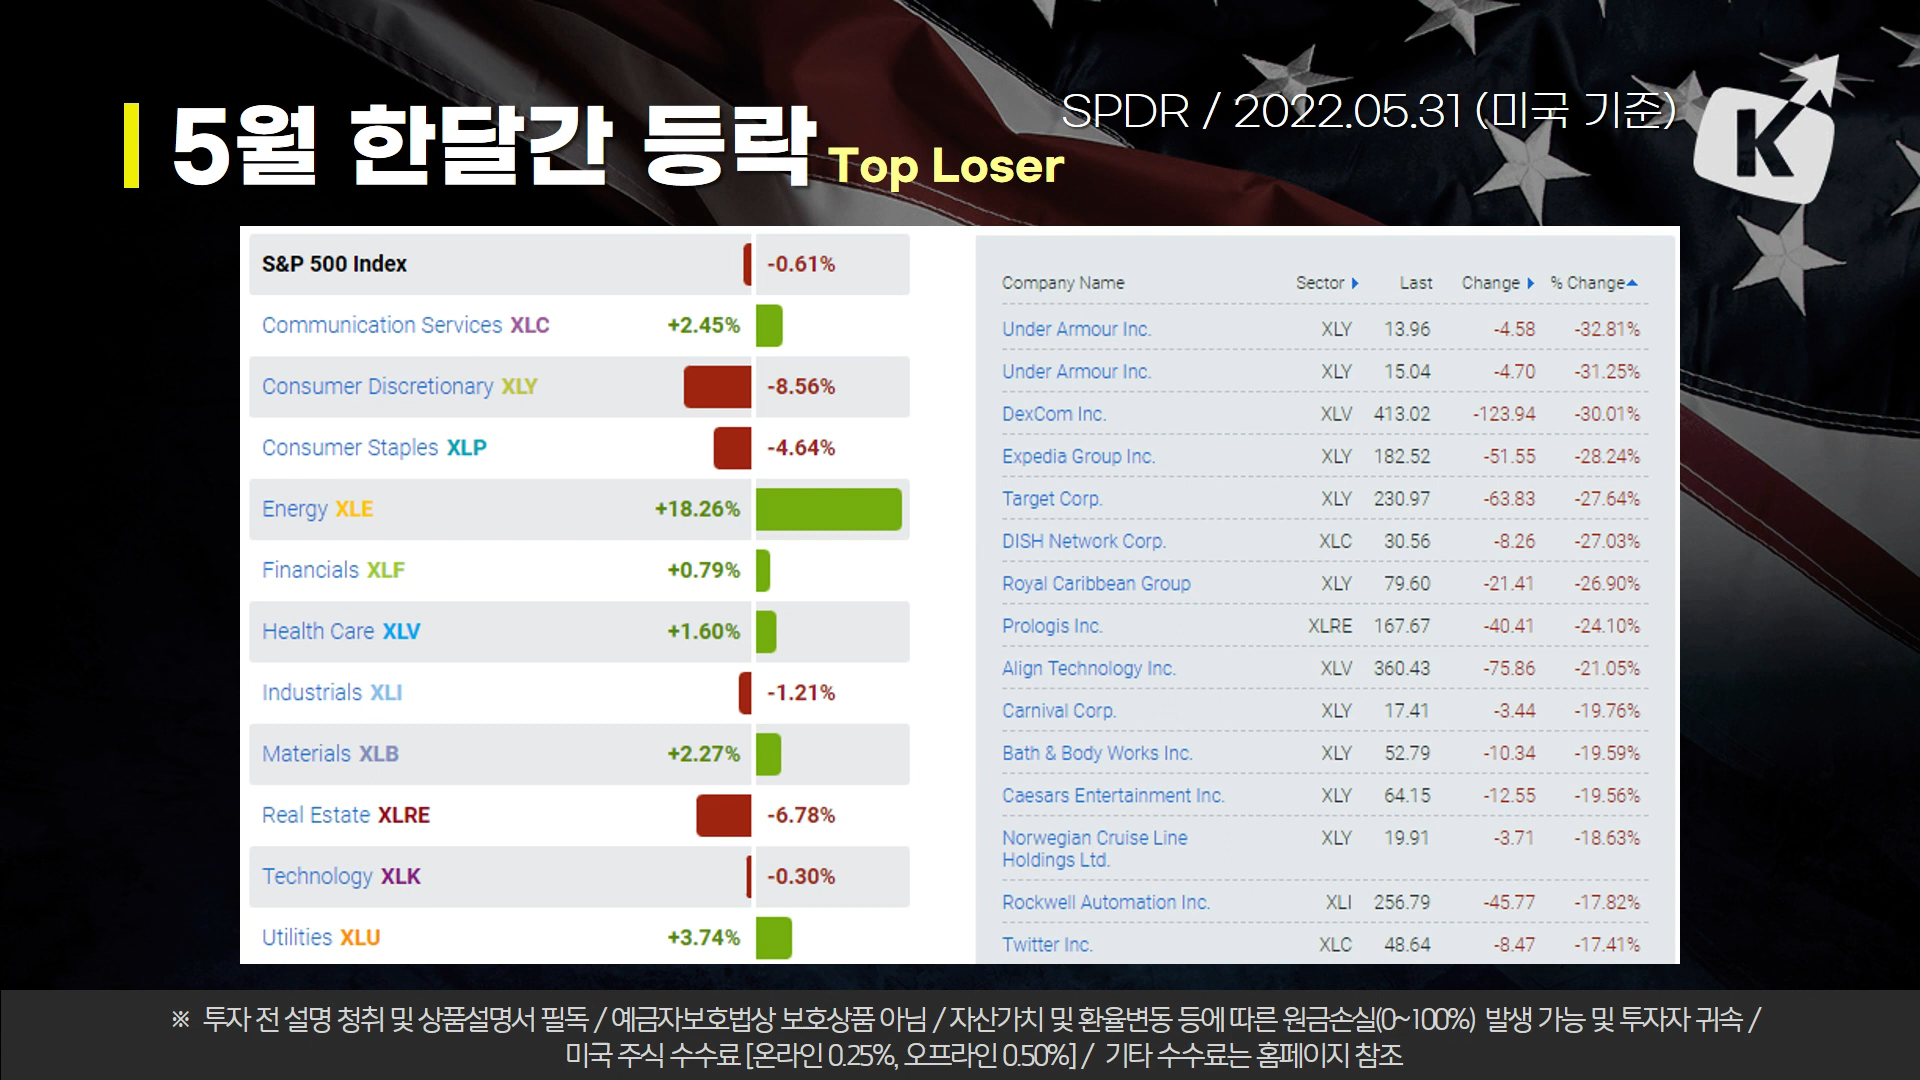 5월 한달간 등락 Top Loser
SPDR / 2022.05.31 (미국 기준)
K
S&P 500 Index -0.61%
Communication Services XLC +2.45%
Consumer Discretionary XLY -8.56%
Consumer Staples XLP -4.64%
Energy XLE +18.26%
Financials XLF +0.79%
Health Care XLV +1.60%
Industrials XLI -1.21%
Materials XLB +2.27%
Real Estate XLRE -6.78%
Technology XLK -0.30%
Utilities XLU +3.74%
Company Name Sector Last Change % Change
Under Armour Inc. XLY 13.96 -4.58 -32.81%
Under Armour Inc. XLY 15.04 -4.70 -31.25%
DexCom Inc. XLV 413.02 -123.94 -30.01%
Expedia Group Inc. XLY 182.52 -51.55 -28.24%
Target Corp. XLY 230.97 -63.83 -27.64%
DISH Network Corp. XLC 30.56 -8.26 -27.03%
Royal Caribbean Group XLY 79.60 -21.41 -26.90%
Prologis Inc. XLRE 167.67 -40.41 -24.10%
Align Technology Inc. XLV 360.43 -75.86 -21.05%
Carnival Corp. XLY 17.41 -3.44 -19.76%
Bath & Body Works Inc. XLY 52.79 -10.34 -19.59%
Caesars Entertainment Inc. XLY 64.15 -12.55 -19.56%
Norwegian Cruise Line XLY 19.91 -3.71 -18.63%
Holdings Ltd.
Rockwell Automation Inc. XLI 256.79 -45.77 -17.82%
Twitter Inc. XLC 48.64 -8.47 -17.41%
※ 투자 전 설명 청취 및 상품설명서 필독 / 예금자보호법상 보호상품 아님 / 자산가치 및 환율변동 등에 따른 원금손실(0~100%) 발생 가능 및 투자자 귀속 /
미국 주식 수수료 [온라인 0.25%, 오프라인 0.50%] / 기타 수수료는 홈페이지 참조